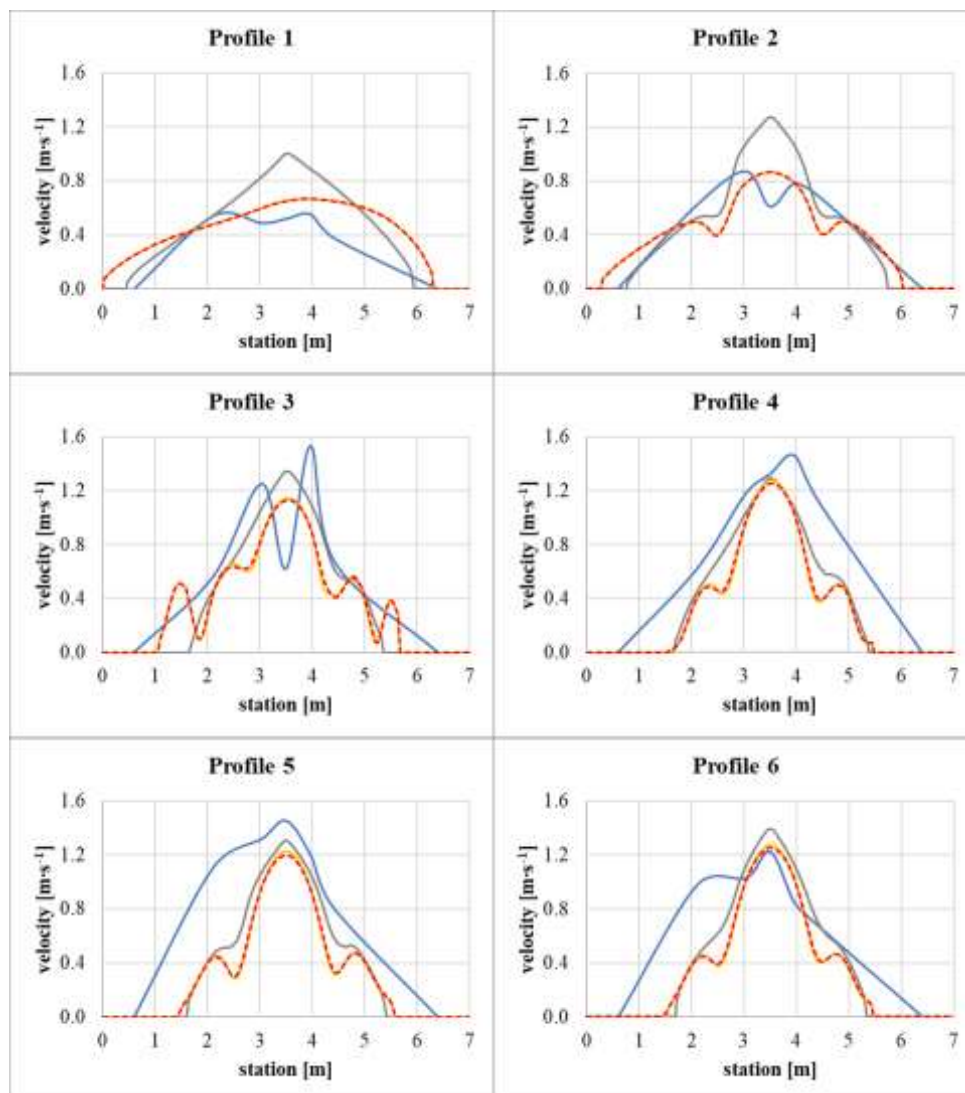 Profile 1
1.6
1.2
0.8
0.4
0.0
velocity [m·s⁻¹]
0 1 2 3 4 5 6 7
station [m]
Profile 2
1.6
1.2
0.8
0.4
0.0
velocity [m·s⁻¹]
0 1 2 3 4 5 6 7
station [m]
Profile 3
1.6
1.2
0.8
0.4
0.0
velocity [m·s⁻¹]
0 1 2 3 4 5 6 7
station [m]
Profile 4
1.6
1.2
0.8
0.4
0.0
velocity [m·s⁻¹]
0 1 2 3 4 5 6 7
station [m]
Profile 5
1.6
1.2
0.8
0.4
0.0
velocity [m·s⁻¹]
0 1 2 3 4 5 6 7
station [m]
Profile 6
1.6
1.2
0.8
0.4
0.0
velocity [m·s⁻¹]
0 1 2 3 4 5 6 7
station [m]